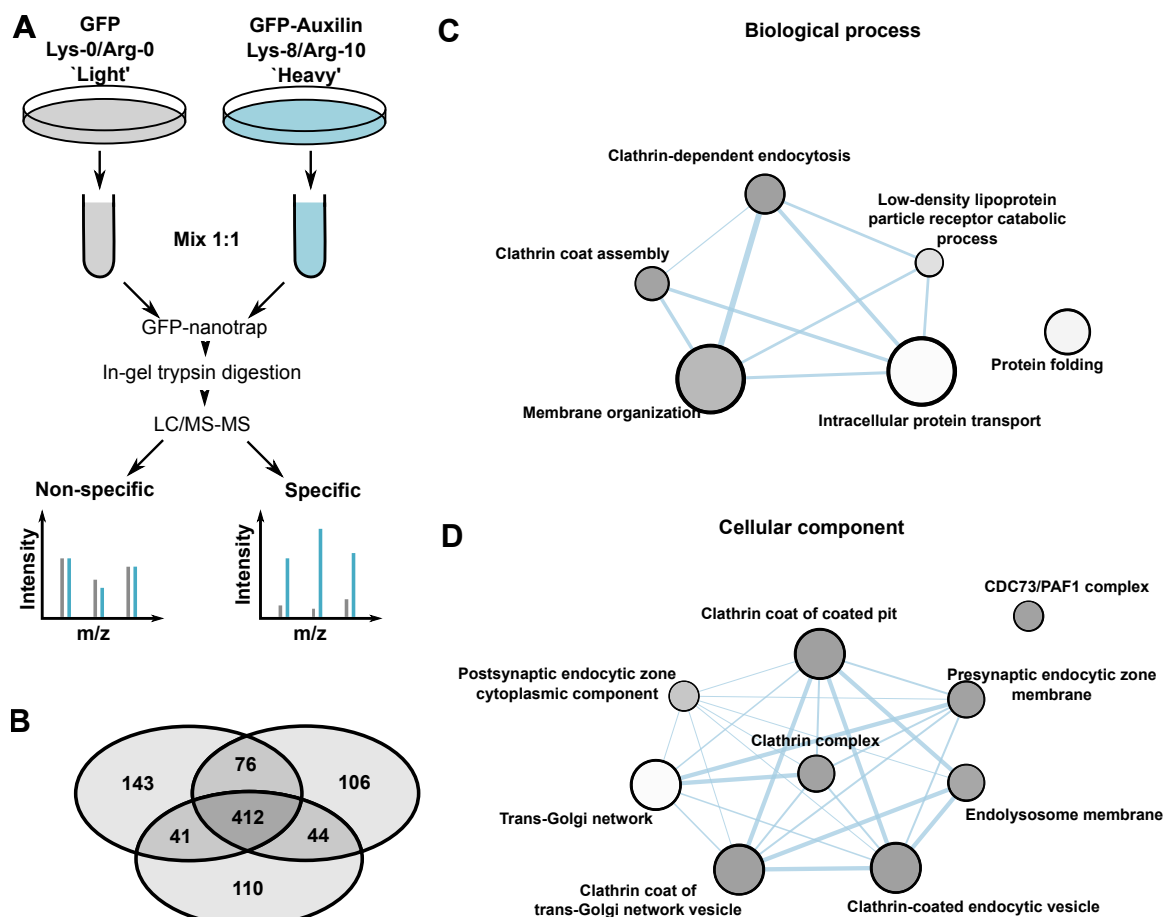 A
GFP
Lys-0/Arg-0
`Light'
GFP-Auxilin
Lys-8/Arg-10
`Heavy'
Mix 1:1
GFP-nanotrap
In-gel trypsin digestion
LC/MS-MS
Non-specific
Specific
Intensity
m/z
Intensity
m/z
B
143
76
106
412
41
44
110
C
Biological process
Clathrin-dependent endocytosis
Low-density lipoprotein
particle receptor catabolic
process
Clathrin coat assembly
Protein folding
Membrane organization
Intracellular protein transport
D
Cellular component
CDC73/PAF1 complex
Clathrin coat of coated pit
Postsynaptic endocytic zone
cytoplasmic component
Presynaptic endocytic zone
membrane
Clathrin complex
Trans-Golgi network
Endolysosome membrane
Clathrin coat of
trans-Golgi network vesicle
Clathrin-coated endocytic vesicle